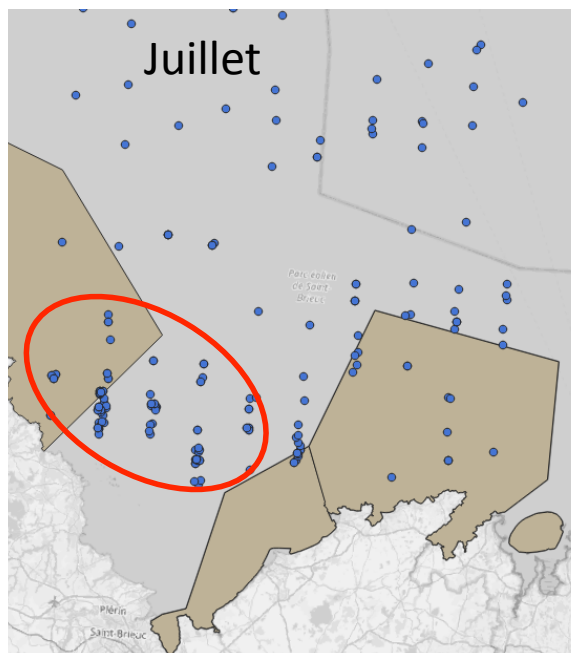 Juillet
Parc éolien
de Saint-
Brieuc
Plérin
Saint-Brieuc